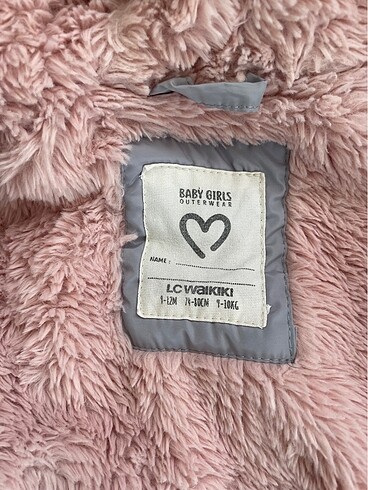 BABY GIRLS
OUTERWEAR
NAME :
LC WAIKIKI
9-12M 74-80CM 9-10KG